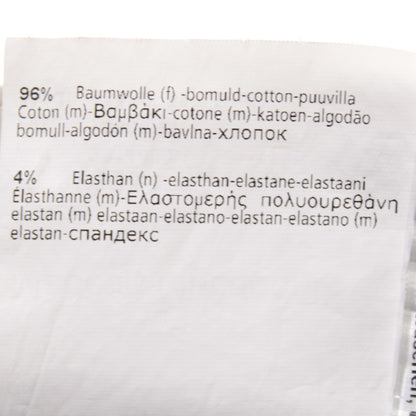 96% Baumwolle (f) -bomuld-cotton-puuvilla
Coton (m)-Βαμβάκι-cotone (m)-katoen-algodão
bomull-algodón (m)-bavlna-хлопок
4% Elasthan (n) -elasthan-elastane-elastaani
Élasthanne (m)-Ελαστομερής πολυουρεθάνη
elastan (m) elastaan-elastano-elastan-elastano (m)
elastan-спандекс